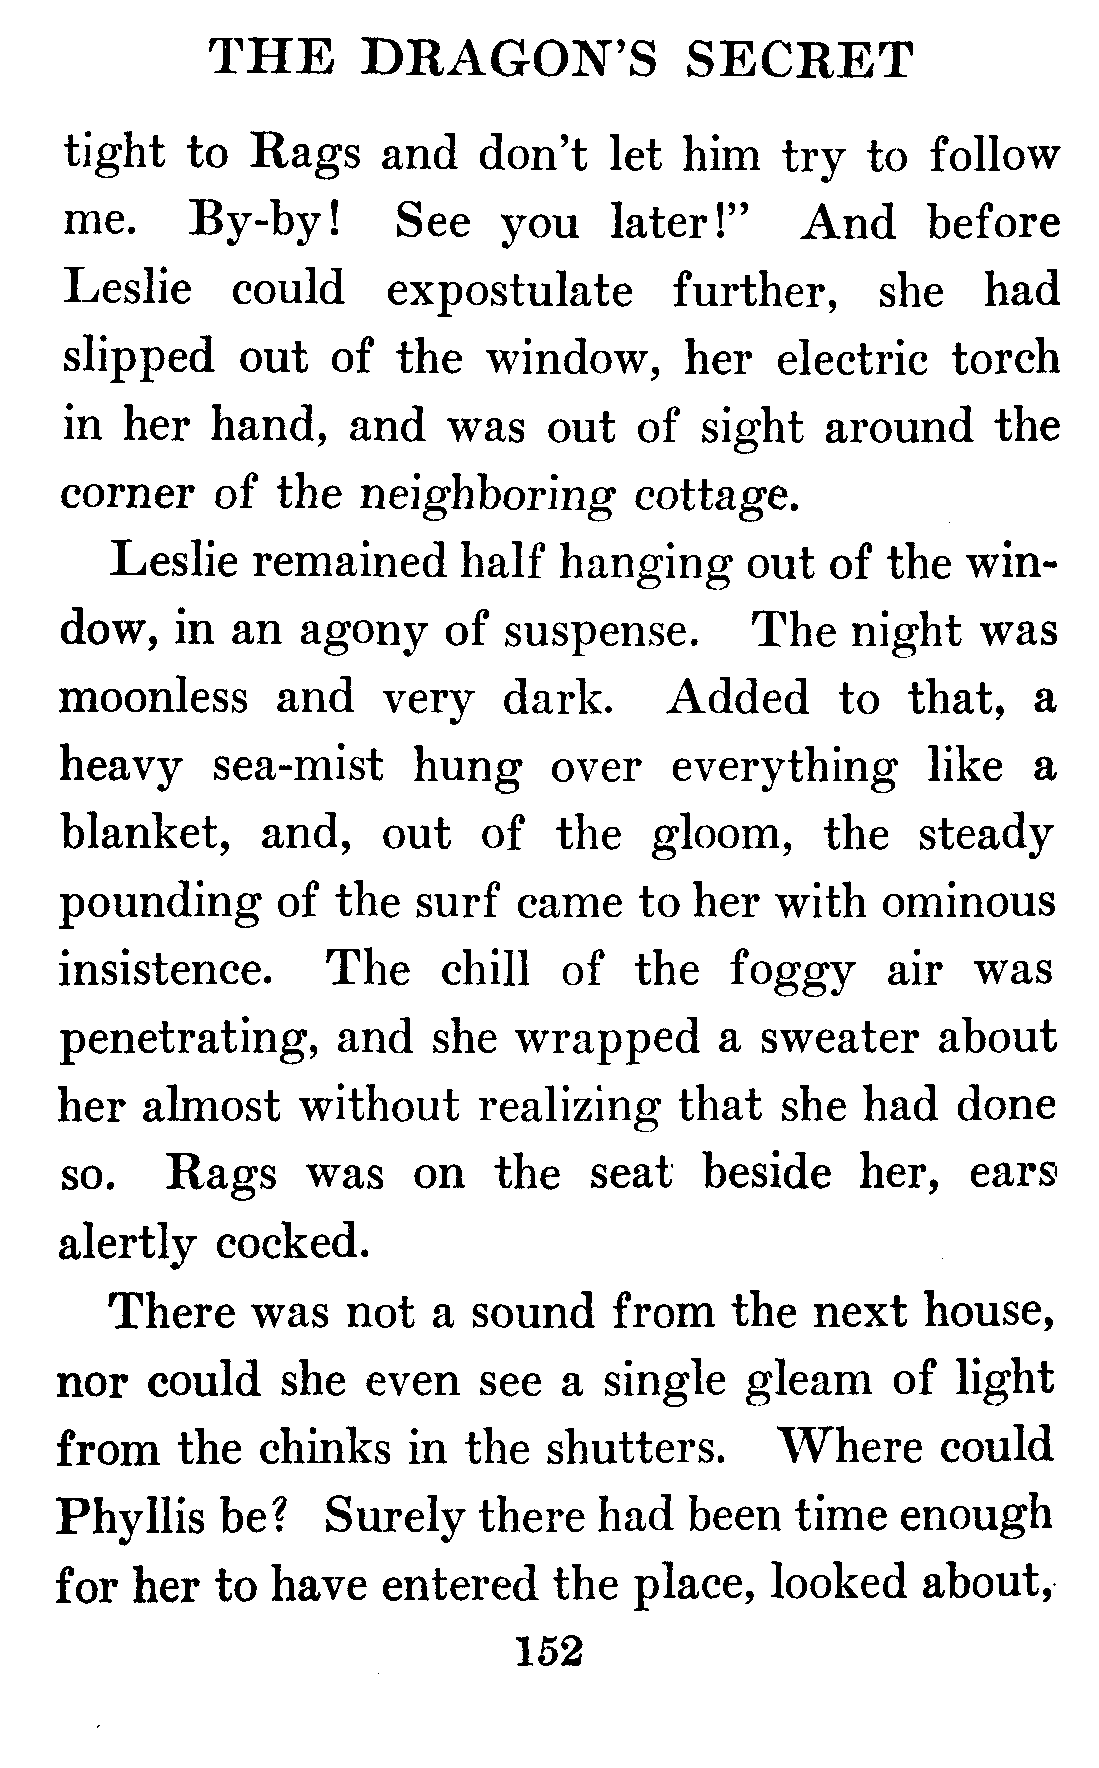 THE DRAGON'S SECRET
tight to Rags and don't let him try to follow
me. By-by! See you later!" And before
Leslie could expostulate further, she had
slipped out of the window, her electric torch
in her hand, and was out of sight around the
corner of the neighboring cottage.
Leslie remained half hanging out of the win-
dow, in an agony of suspense. The night was
moonless and very dark. Added to that, a
heavy sea-mist hung over everything like a
blanket, and, out of the gloom, the steady
pounding of the surf came to her with ominous
insistence. The chill of the foggy air was
penetrating, and she wrapped a sweater about
her almost without realizing that she had done
so. Rags was on the seat beside her, ears
alertly cocked.
There was not a sound from the next house,
nor could she even see a single gleam of light
from the chinks in the shutters. Where could
Phyllis be? Surely there had been time enough
for her to have entered the place, looked about,
152